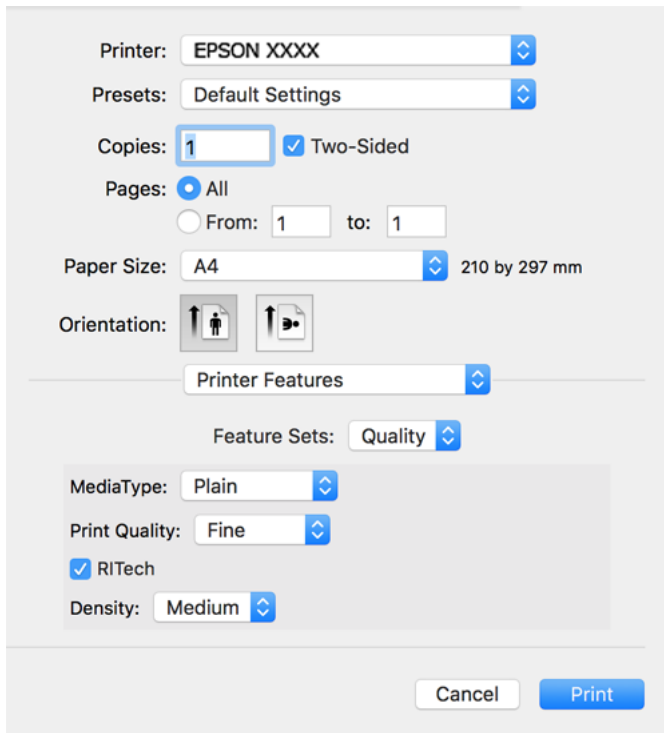 Printer: EPSON XXXX
Presets: Default Settings
Copies: 1 Two-Sided
Pages: All
From: 1 to: 1
Paper Size: A4 210 by 297 mm
Orientation:
Printer Features
Feature Sets: Quality
MediaType: Plain
Print Quality: Fine
RITech
Density: Medium
Cancel Print